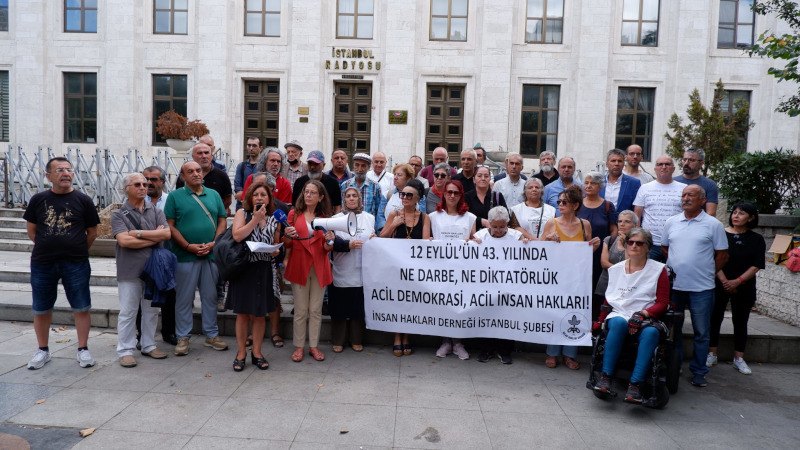 İSTANBUL
RADYOSU
12 EYLÜL'ÜN 43. YILINDA
NE DARBE, NE DİKTATÖRLÜK
ACİL DEMOKRASİ, ACİL İNSAN HAKLARI!
İNSAN HAKLARI DERNEĞİ İSTANBUL ŞUBESİ